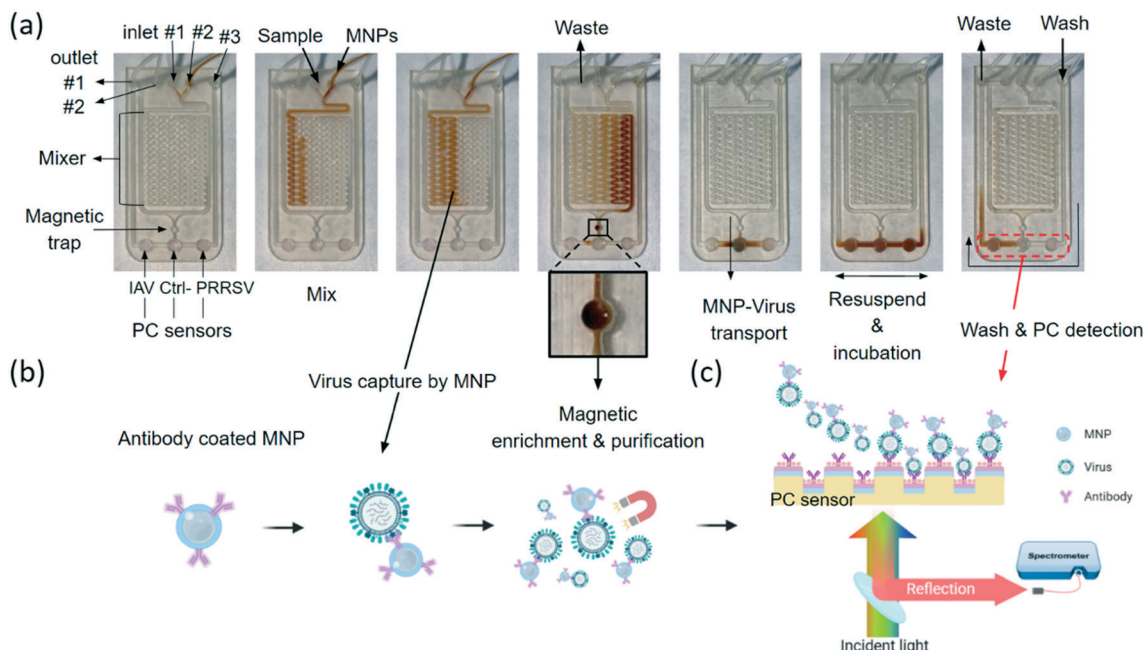 (a)
inlet #1 #2 #3
outlet
#1
#2
Mixer
Magnetic
trap
IAV Ctrl- PRRSV
PC sensors
Sample MNPs
Mix
Waste
MNP-Virus
transport
Resuspend
&
incubation
Waste Wash
Wash & PC detection
(b)
Virus capture by MNP
Magnetic
enrichment & purification
Antibody coated MNP
(c)
MNP
Virus
Antibody
PC sensor
Spectrometer
Reflection
Incident light